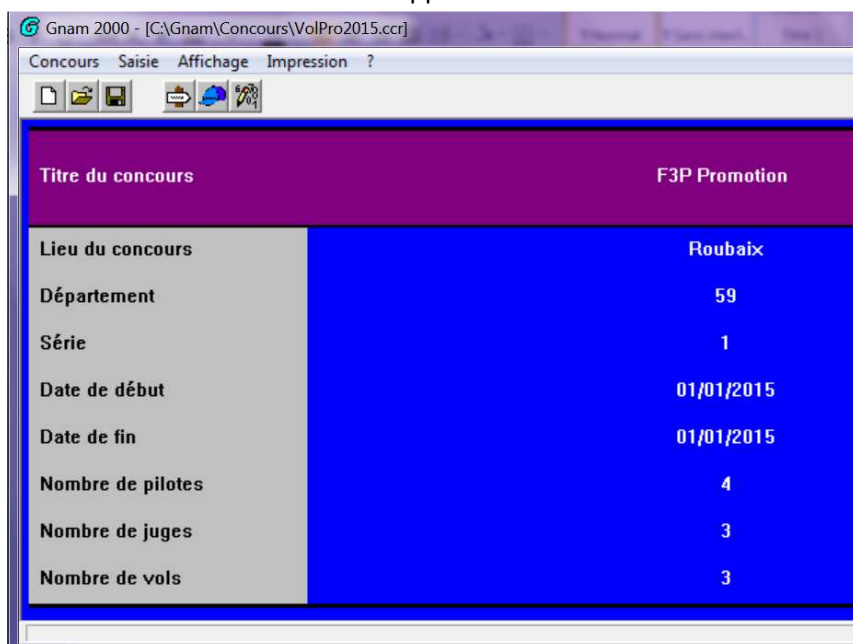 Gnam 2000 - [C:\Gnam\Concours\VolPro2015.ccr]
Concours Saisie Affichage Impression ?
Titre du concours F3P Promotion
Lieu du concours Roubaix
Département 59
Série 1
Date de début 01/01/2015
Date de fin 01/01/2015
Nombre de pilotes 4
Nombre de juges 3
Nombre de vols 3